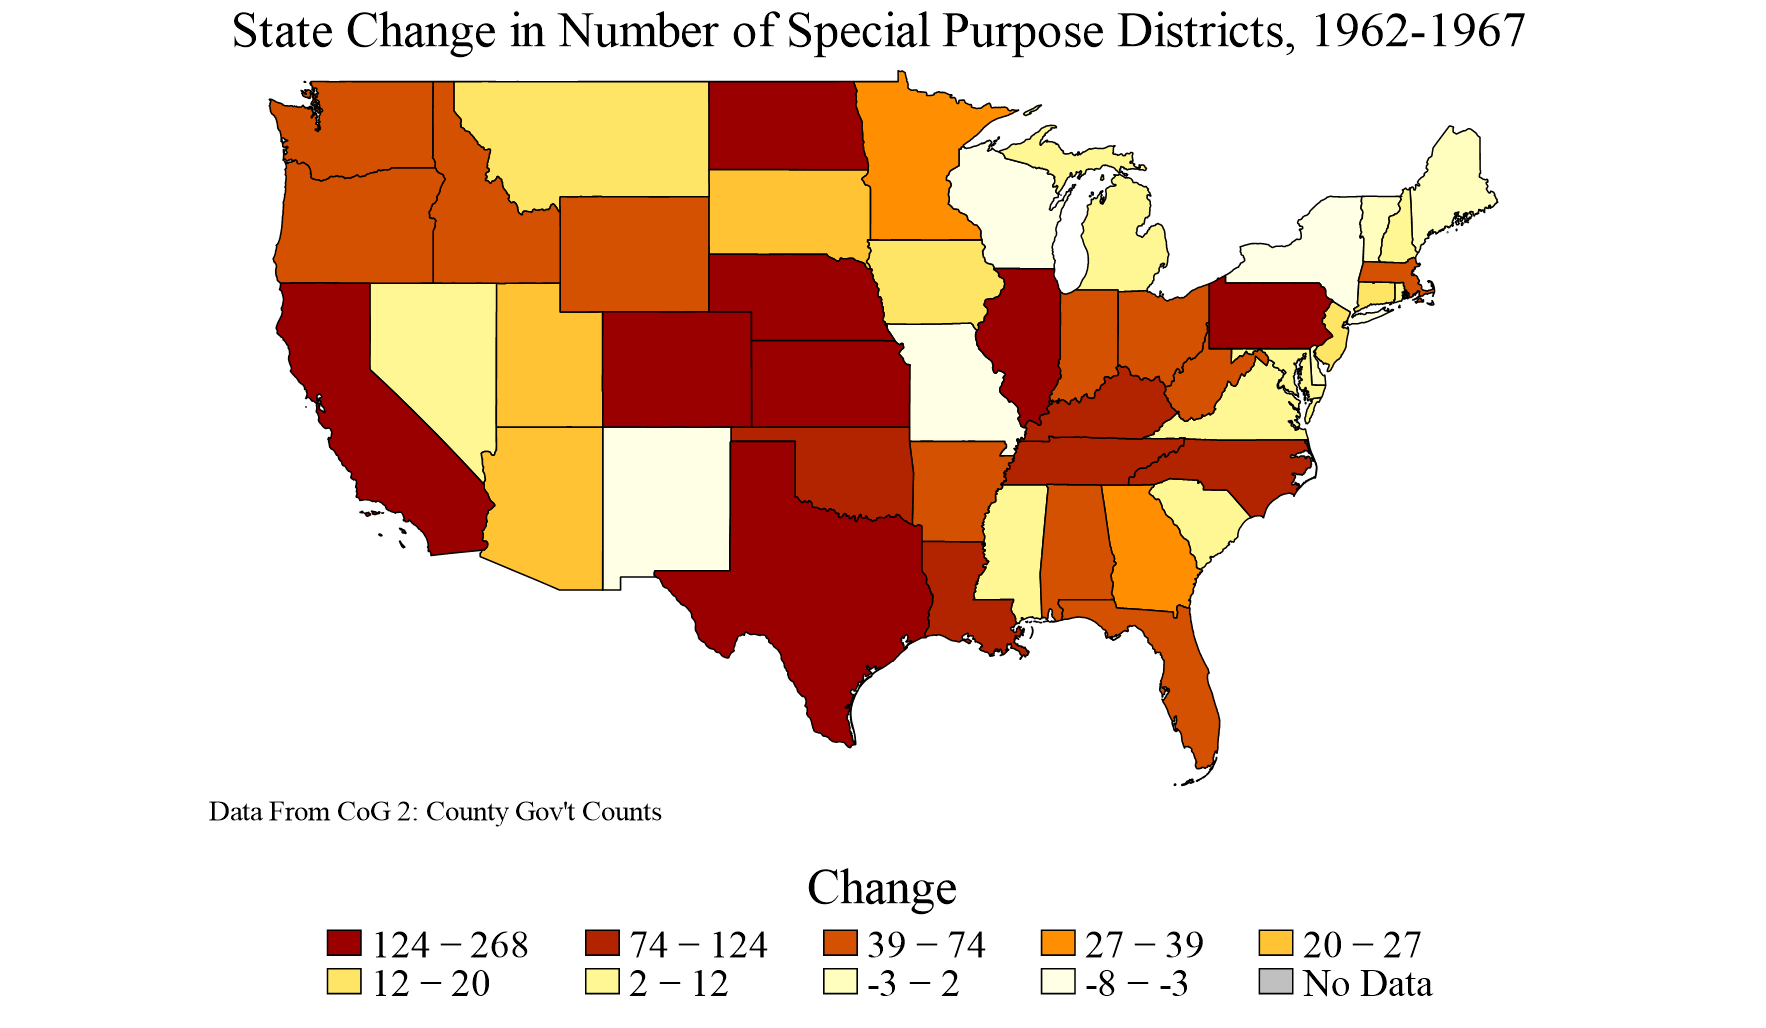 State Change in Number of Special Purpose Districts, 1962-1967
Data From CoG 2: County Gov't Counts
Change
124 − 268 74 − 124 39 − 74 27 − 39 20 − 27
12 − 20 2 − 12 -3 − 2 -8 − -3 No Data